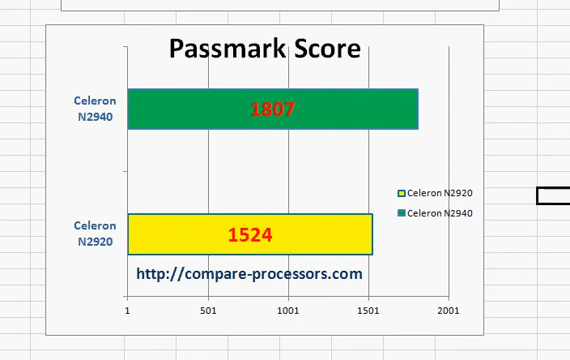 Passmark Score
Celeron
N2940
1807
Celeron N2920
Celeron N2940
Celeron
N2920
1524
http://compare-processors.com
1 501 1001 1501 2001